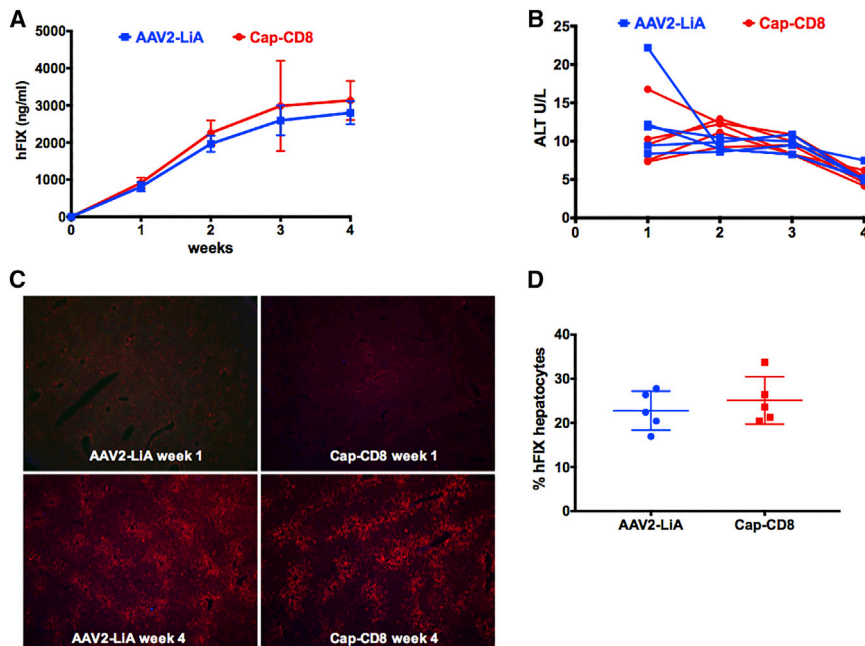 A
AAV2-LiA
Cap-CD8
hFIX (ng/ml)
5000
4000
3000
2000
1000
0
0 1 2 3 4
weeks
B
AAV2-LiA
Cap-CD8
ALT U/L
25
20
15
10
5
0
0 1 2 3 4
C
AAV2-LiA week 1
Cap-CD8 week 1
AAV2-LiA week 4
Cap-CD8 week 4
D
% hFIX hepatocytes
40
30
20
10
0
AAV2-LiA
Cap-CD8